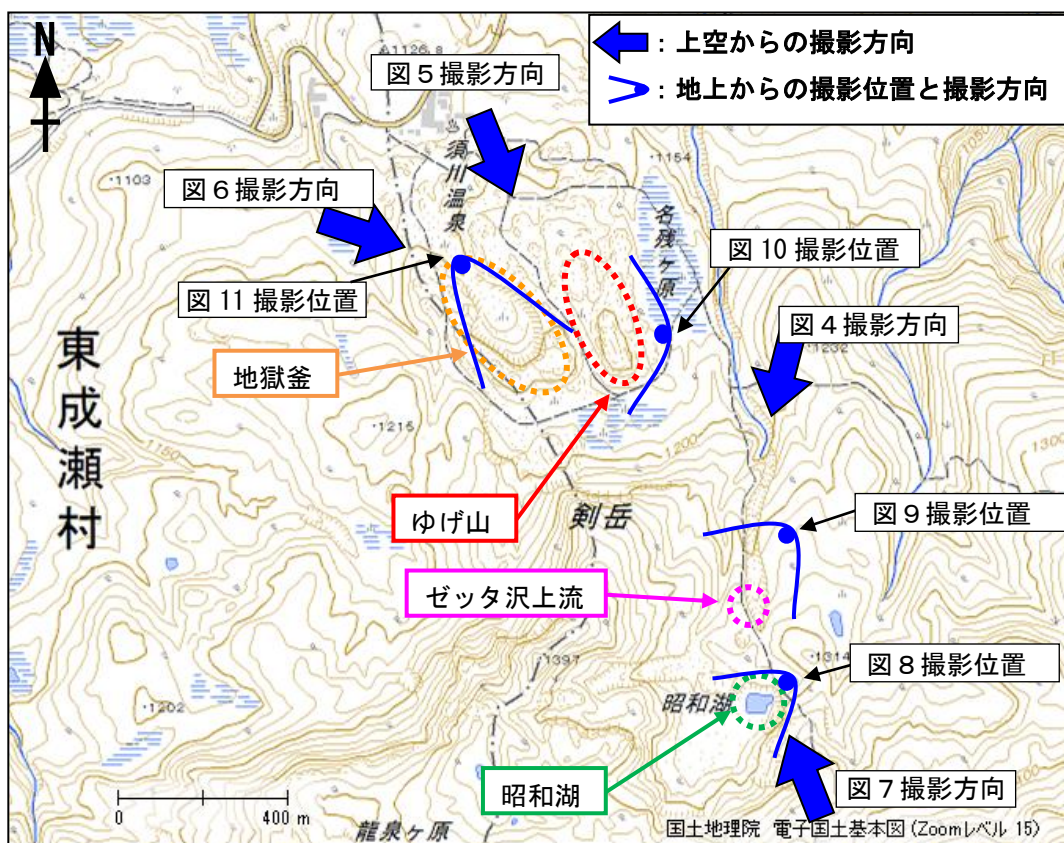 N
：上空からの撮影方向
：地上からの撮影位置と撮影方向
・1126.8
図５撮影方向
須川温泉
・1103
・1154
図６撮影方向
名残ヶ原
図 10 撮影位置
図 11 撮影位置
図４撮影方向
・1232
東成瀬村
地獄釜
・1215
1200
1150
1050
ゆげ山
剣岳
図９撮影位置
ゼッタ沢上流
・1397
・1314
図８撮影位置
昭和湖
・1202
昭和湖
図７撮影方向
0
400 m
龍泉ヶ原
国土地理院 電子国土基本図(Zoomレベル 15)